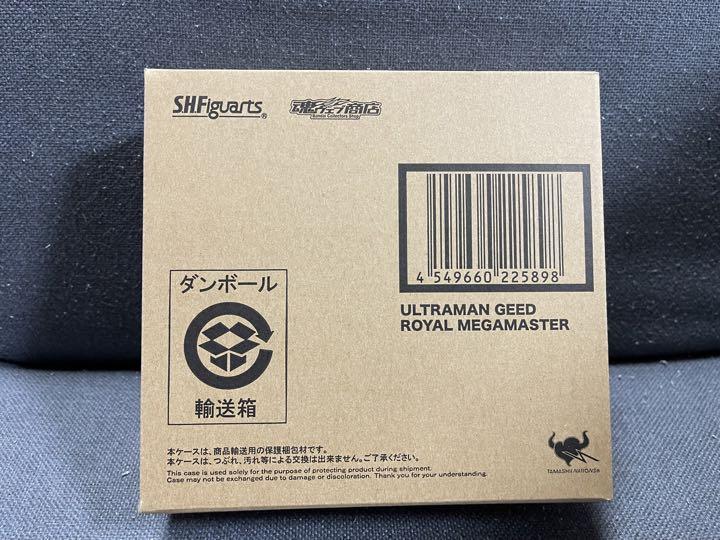 S.H.Figuarts®
魂ウェブ商店
Bandai Collectors Shop
4 549660 225898
ULTRAMAN GEED
ROYAL MEGAMASTER
ダンボール
輸送箱
本ケースは、商品輸送用の保護梱包材です。
本ケースは、つぶれ、汚れ等による交換は出来ません。ご了承ください。
This case is used solely for the purpose of protecting product during shipment.
Case may not be exchanged due to damage or discoloration. Thank you for your understanding.
TAMASHII NATIONS®